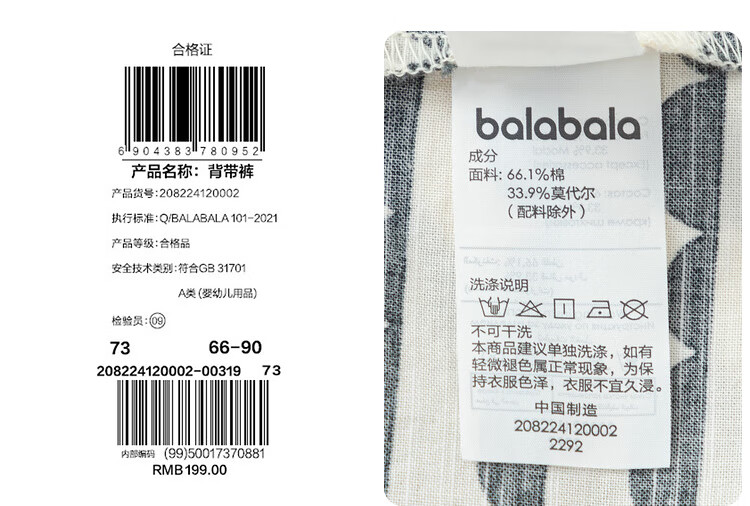 合格证
6 904383 780952
产品名称：背带裤
产品货号：208224120002
执行标准：Q/BALABALA 101-2021
产品等级：合格品
安全技术类别：符合GB 31701
A类 (婴幼儿用品)
检验员：09
73 66-90
208224120002-00319 73
内部编码 (99)50017370881
RMB199.00
balabala
成分
面料：66.1%棉
33.9%莫代尔
（配料除外）
洗涤说明
不可干洗
本商品建议单独洗涤，如有
轻微褪色属正常现象，为保
持衣服色泽，衣服不宜久浸。
中国制造
208224120002
2292